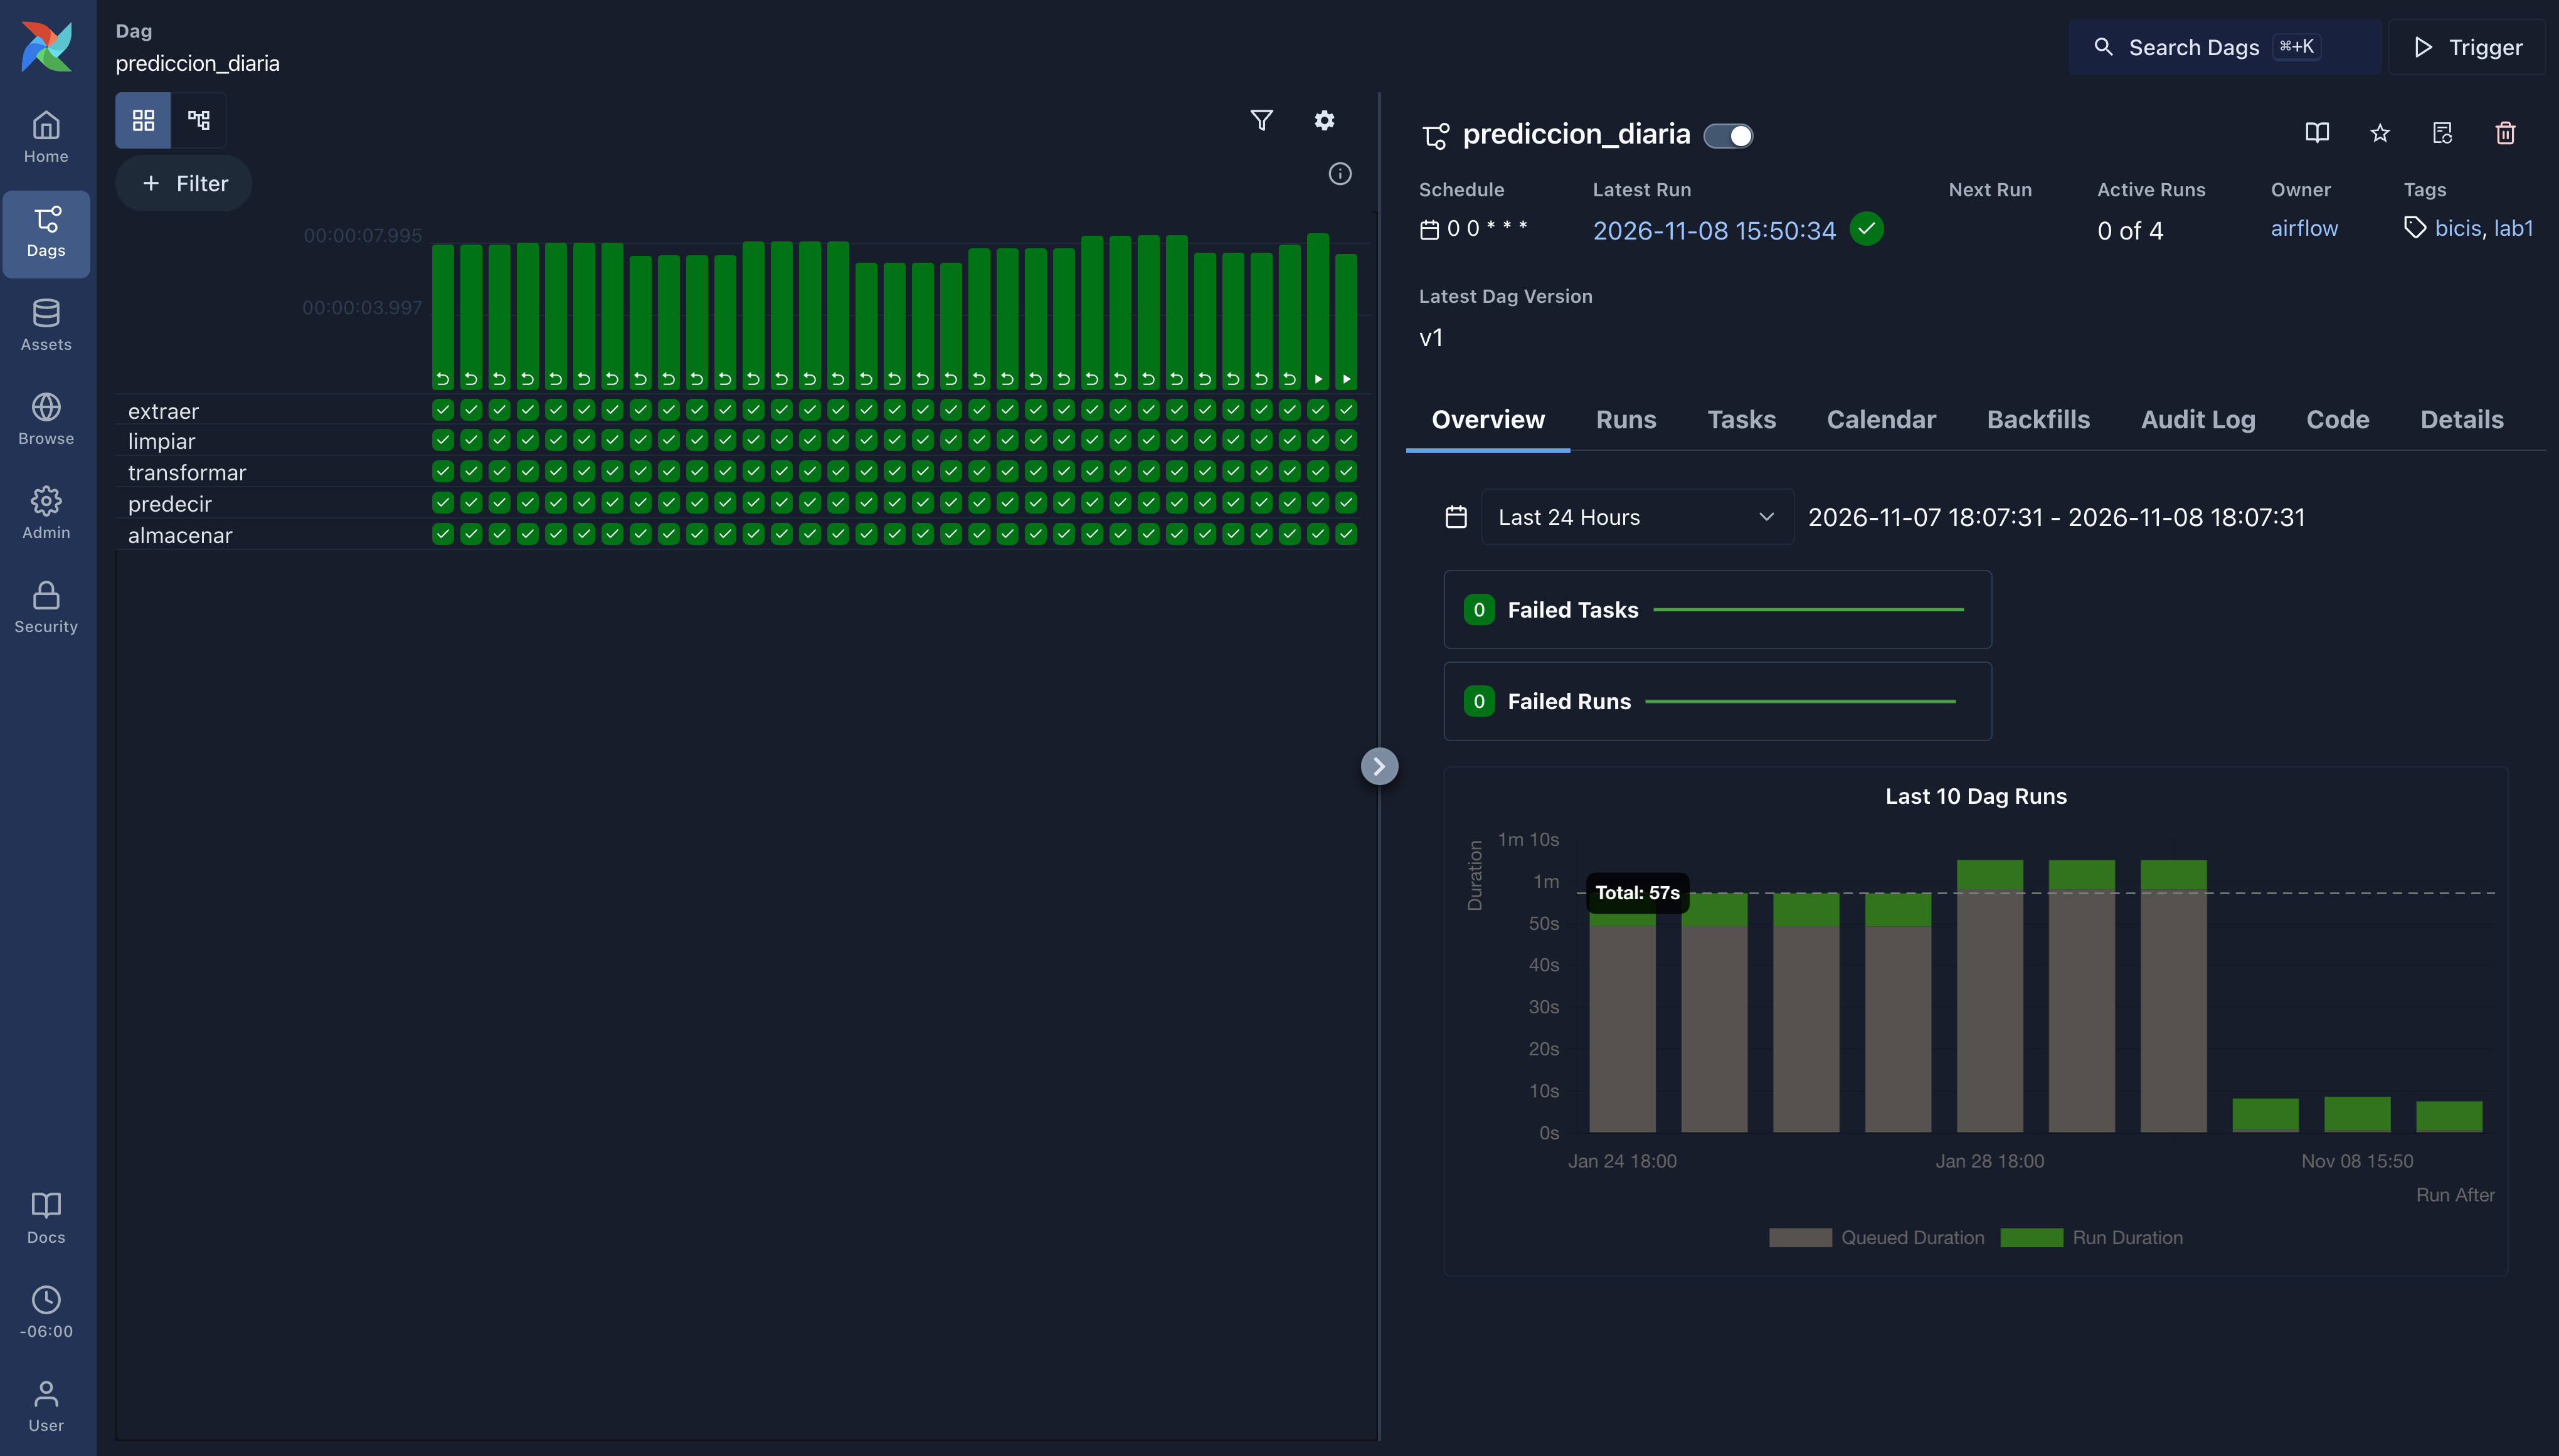 Dag
prediccion_diaria
Search Dags ⌘+K
Trigger
Home
Dags
Assets
Browse
Admin
Security
Docs
-06:00
User
+ Filter
00:00:07.995
00:00:03.997
extraer
limpiar
transformar
predecir
almacenar
prediccion_diaria
Schedule
Latest Run
Next Run
Active Runs
Owner
Tags
0 0 * * *
2026-11-08 15:50:34
0 of 4
airflow
bicis, lab1
Latest Dag Version
v1
Overview
Runs
Tasks
Calendar
Backfills
Audit Log
Code
Details
Last 24 Hours
2026-11-07 18:07:31 - 2026-11-08 18:07:31
0 Failed Tasks
0 Failed Runs
Last 10 Dag Runs
Duration
1m 10s
1m
50s
40s
30s
20s
10s
0s
Total: 57s
Jan 24 18:00
Jan 28 18:00
Nov 08 15:50
Run After
Queued Duration
Run Duration